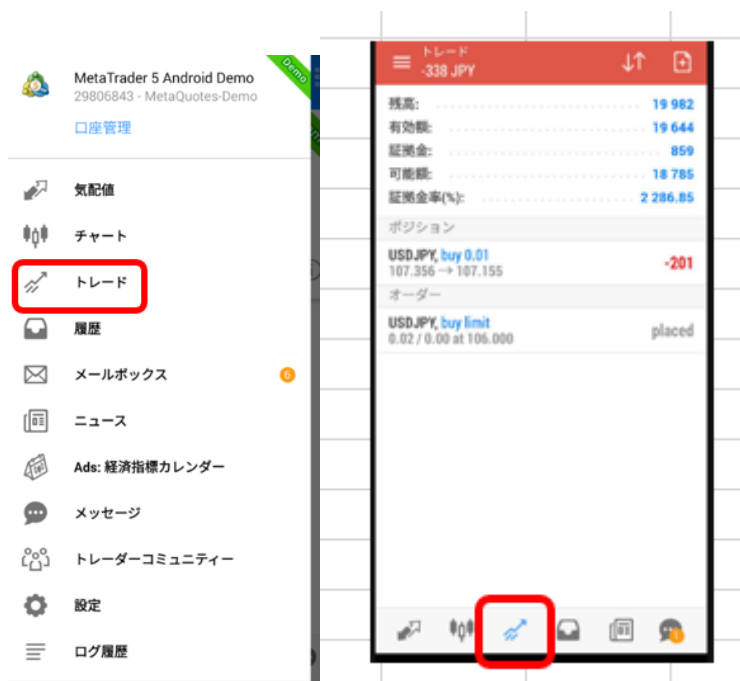 MetaTrader 5 Android Demo
29806843 - MetaQuotes-Demo
口座管理
Demo
気配値
チャート
トレード
履歴
メールボックス
6
ニュース
Ads: 経済指標カレンダー
メッセージ
トレーダーコミュニティー
設定
ログ履歴
トレード
-338 JPY
残高: 19 982
有効額: 19 644
証拠金: 859
可能額: 18 785
証拠金率(%): 2 286.85
ポジション
USDJPY, buy 0.01
107.356 → 107.155
-201
オーダー
USDJPY, buy limit
0.02 / 0.00 at 106.000
placed